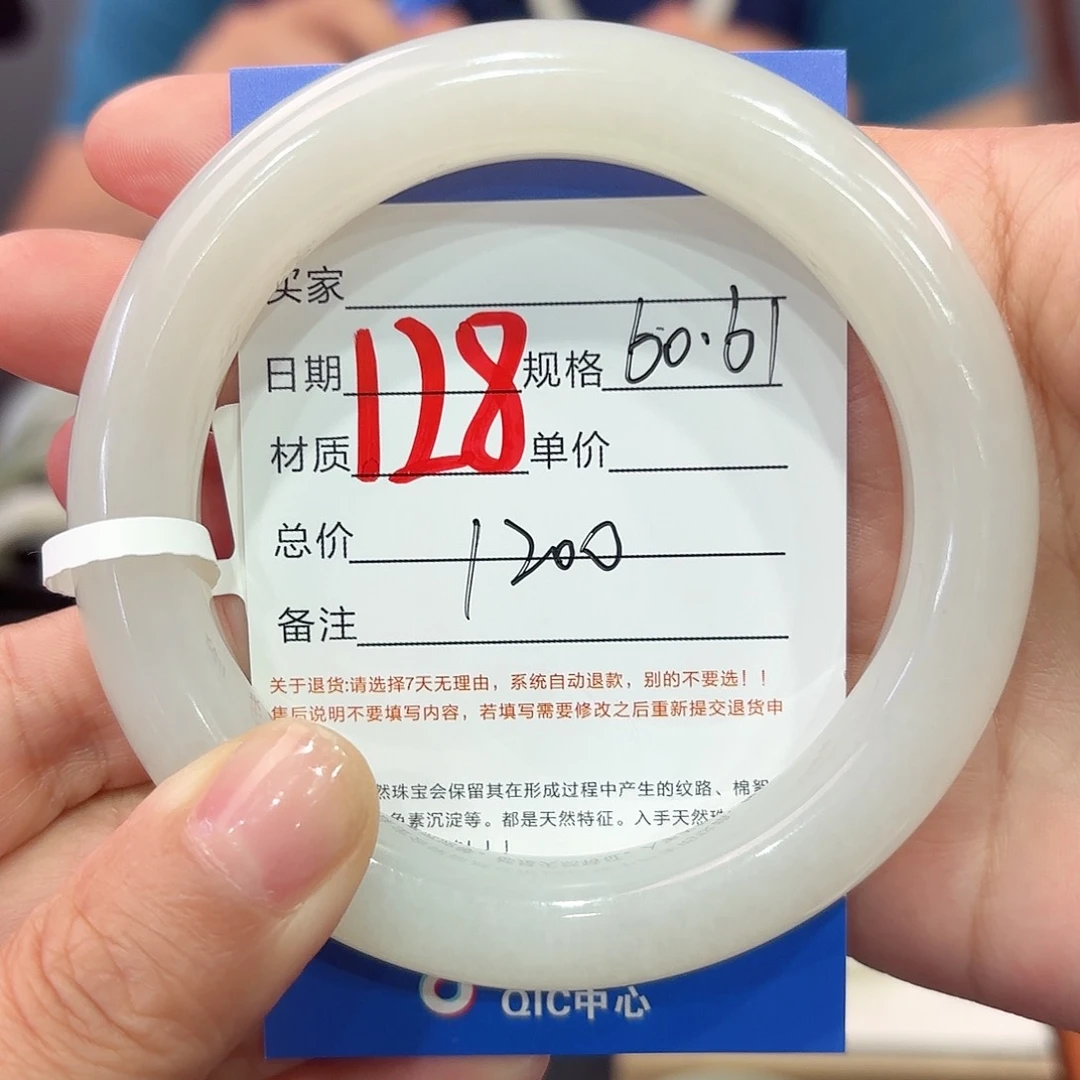 买家
日期 128 规格 60.61
材质 单价
总价 1200
备注
关于退货:请选择7天无理由，系统自动退款，别的不要选！！
售后说明不要填写内容，若填写需要修改之后重新提交退货申
然珠宝会保留其在形成过程中产生的纹路、棉絮
色素沉淀等。都是天然特征。入手天然珠
QIC中心